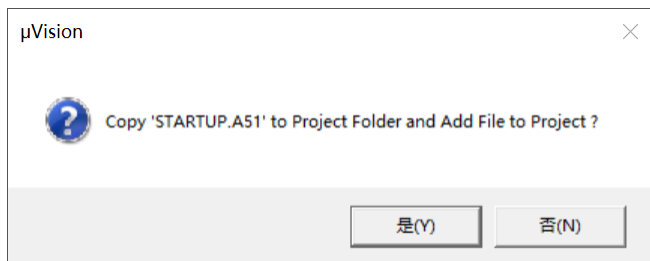 µVision
Copy 'STARTUP.A51' to Project Folder and Add File to Project ?
是(Y)
否(N)